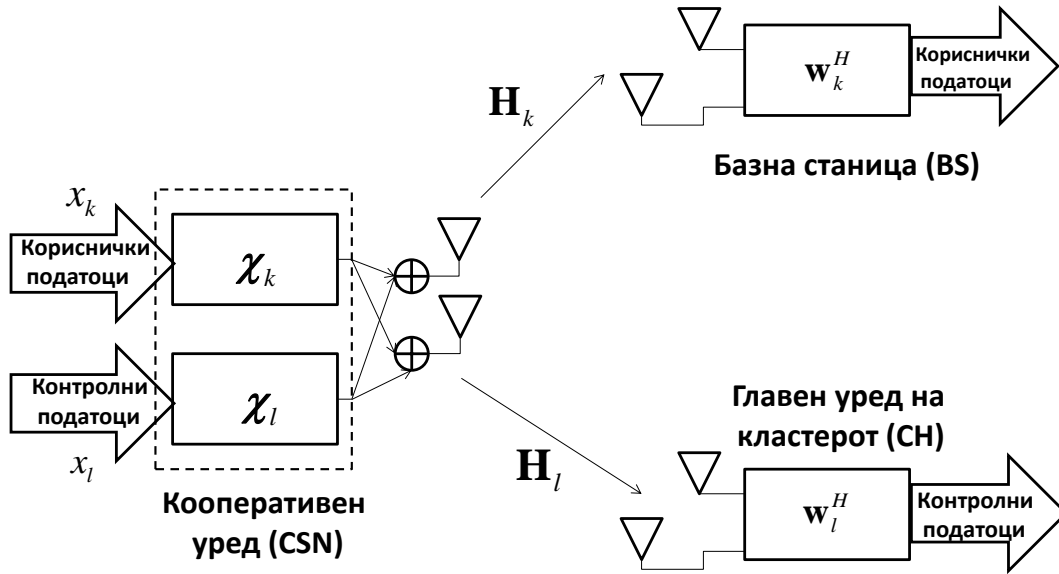 x_k
Кориснички
податоци
χ_k
Контролни
податоци
x_l
χ_l
Кооперативен
уред (CSN)
H_k
H_l
w_k^H
Кориснички
податоци
Базна станица (BS)
Главен уред на
кластерот (CH)
w_l^H
Контролни
податоци